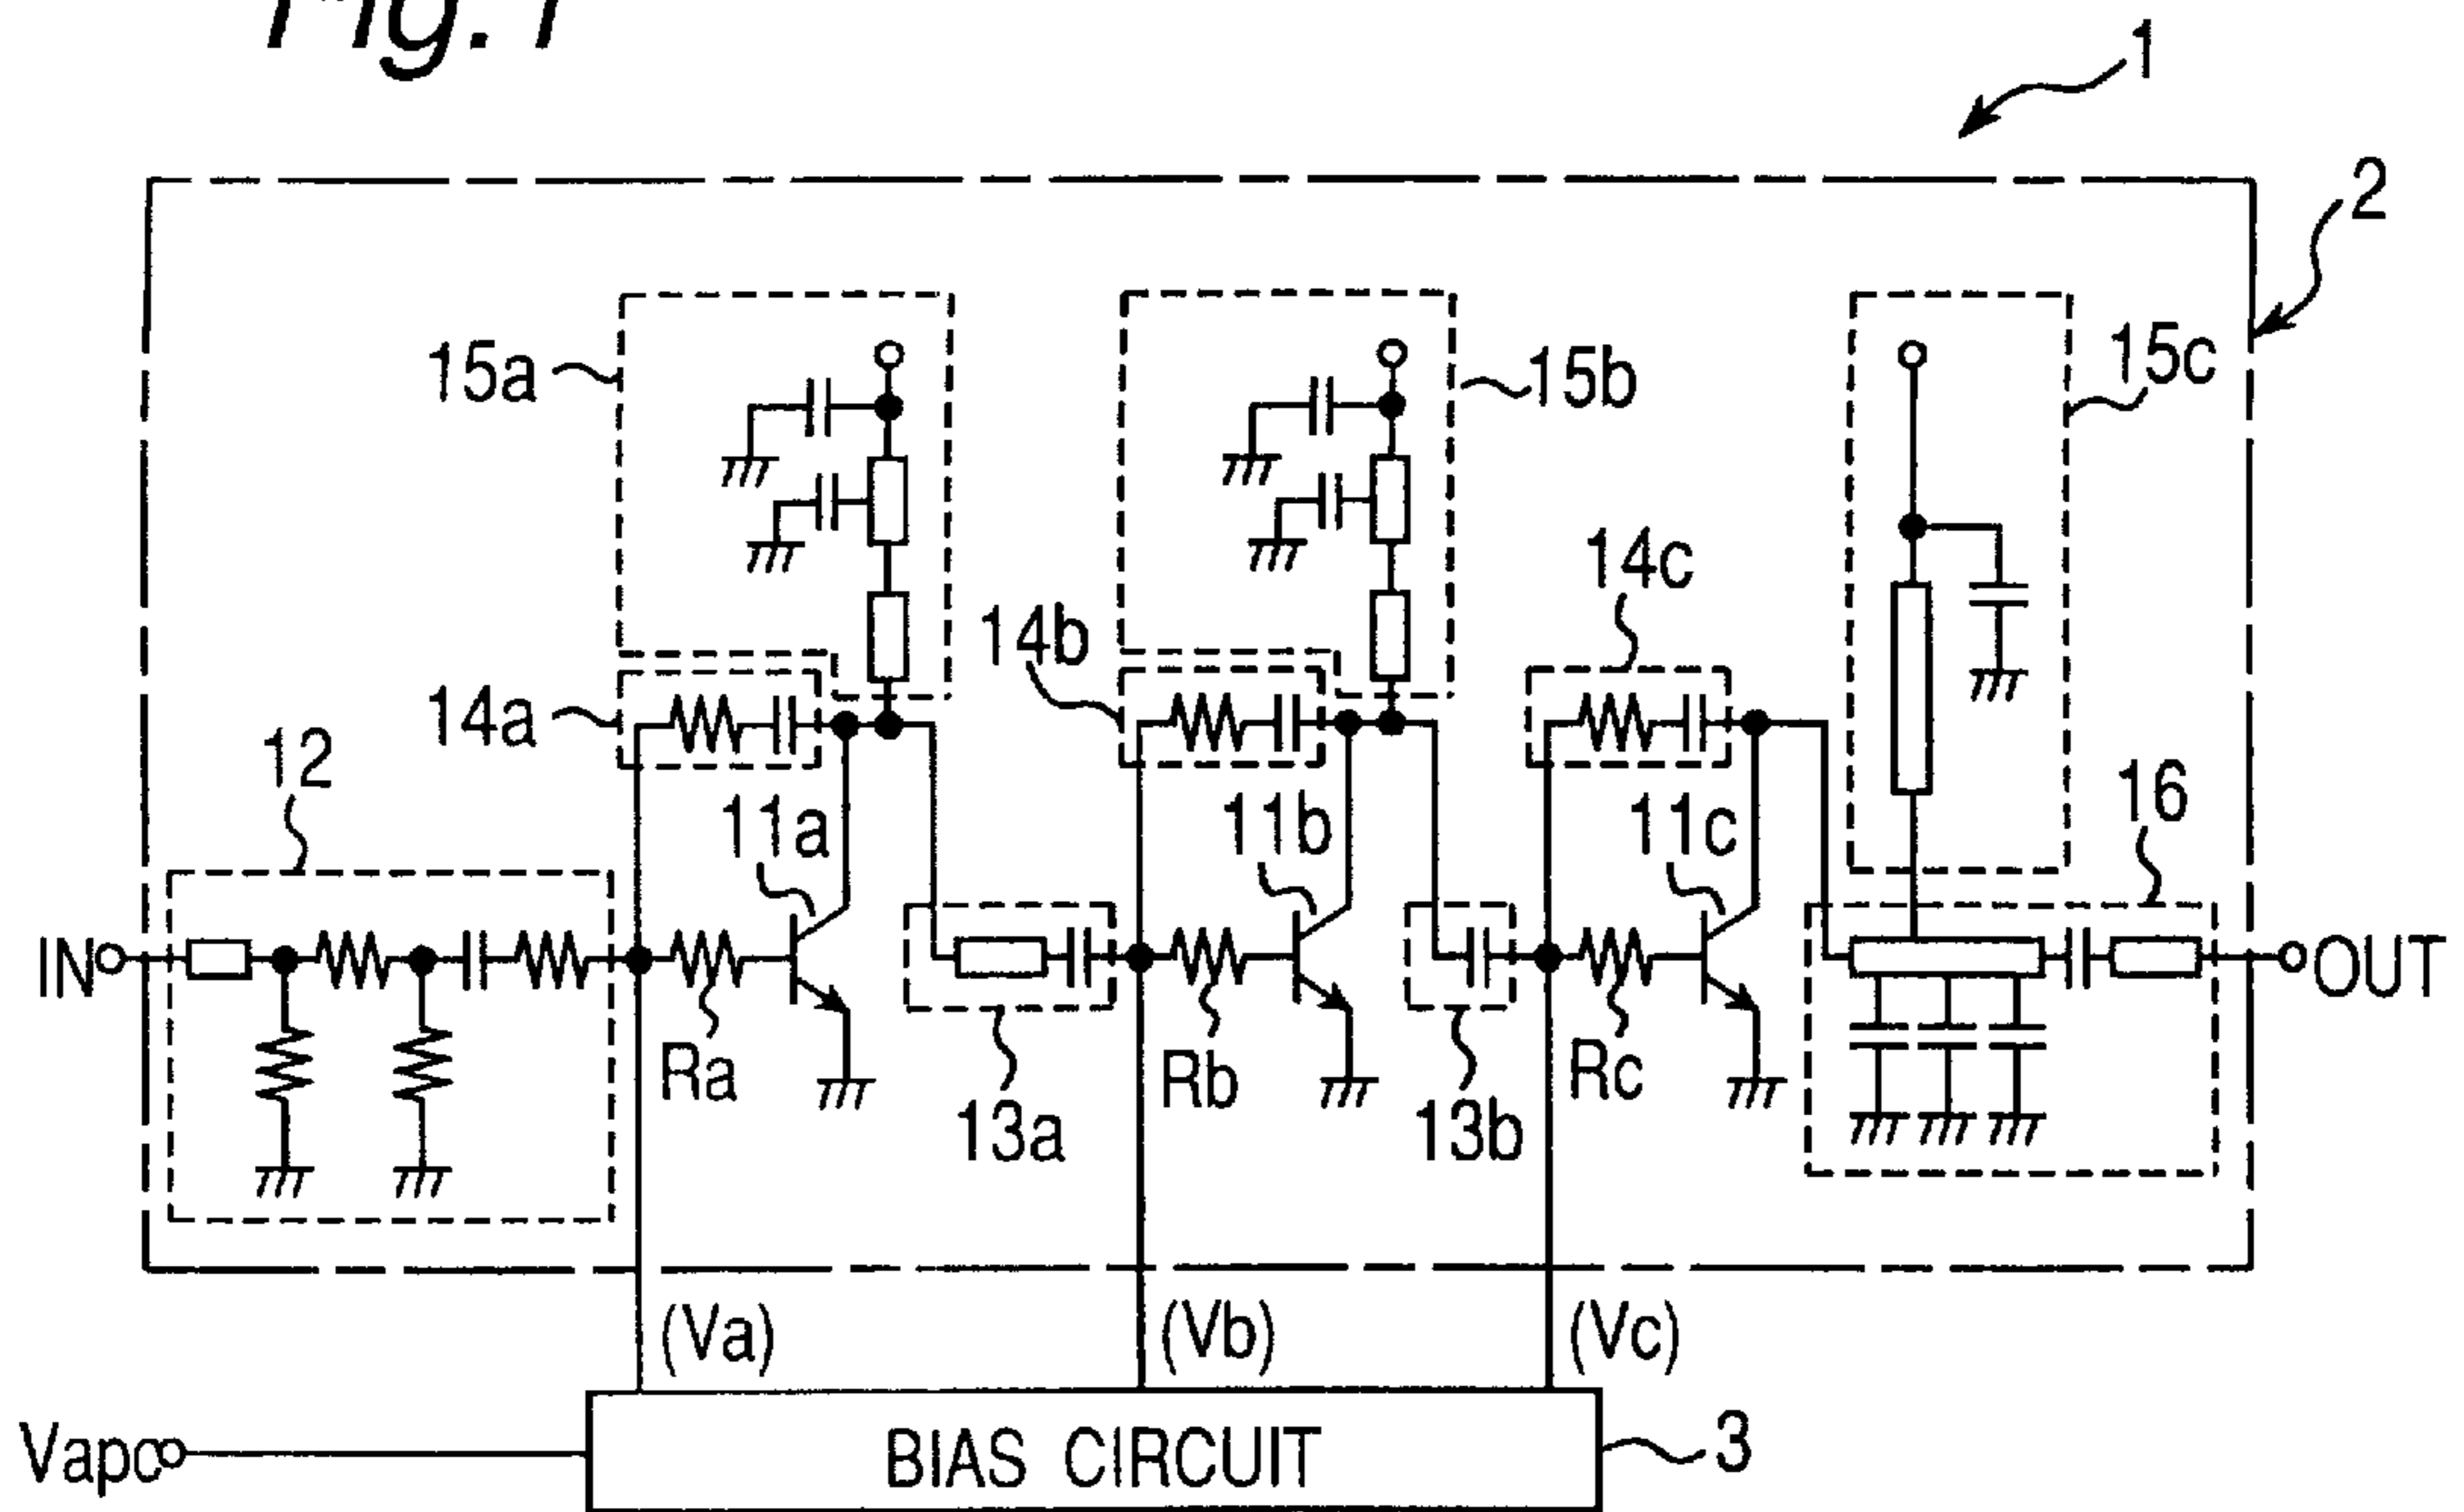 Fig. 1
1
2
15a
15b
15c
14a
14b
14c
12
11a
11b
11c
16
IN
OUT
Ra
13a
Rb
13b
Rc
(Va)
(Vb)
(Vc)
Vapc
BIAS CIRCUIT
3